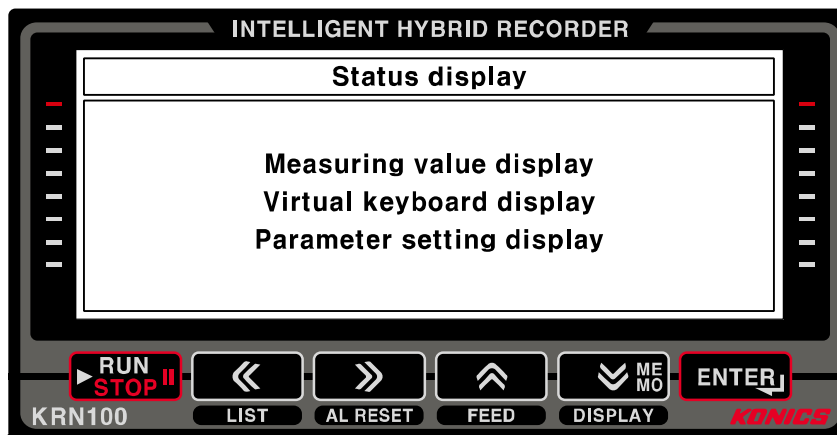 INTELLIGENT HYBRID RECORDER
Status display
Measuring value display
Virtual keyboard display
Parameter setting display
RUN
STOP
ME
MO
ENTER
KRN100
LIST
AL RESET
FEED
DISPLAY
KONICS